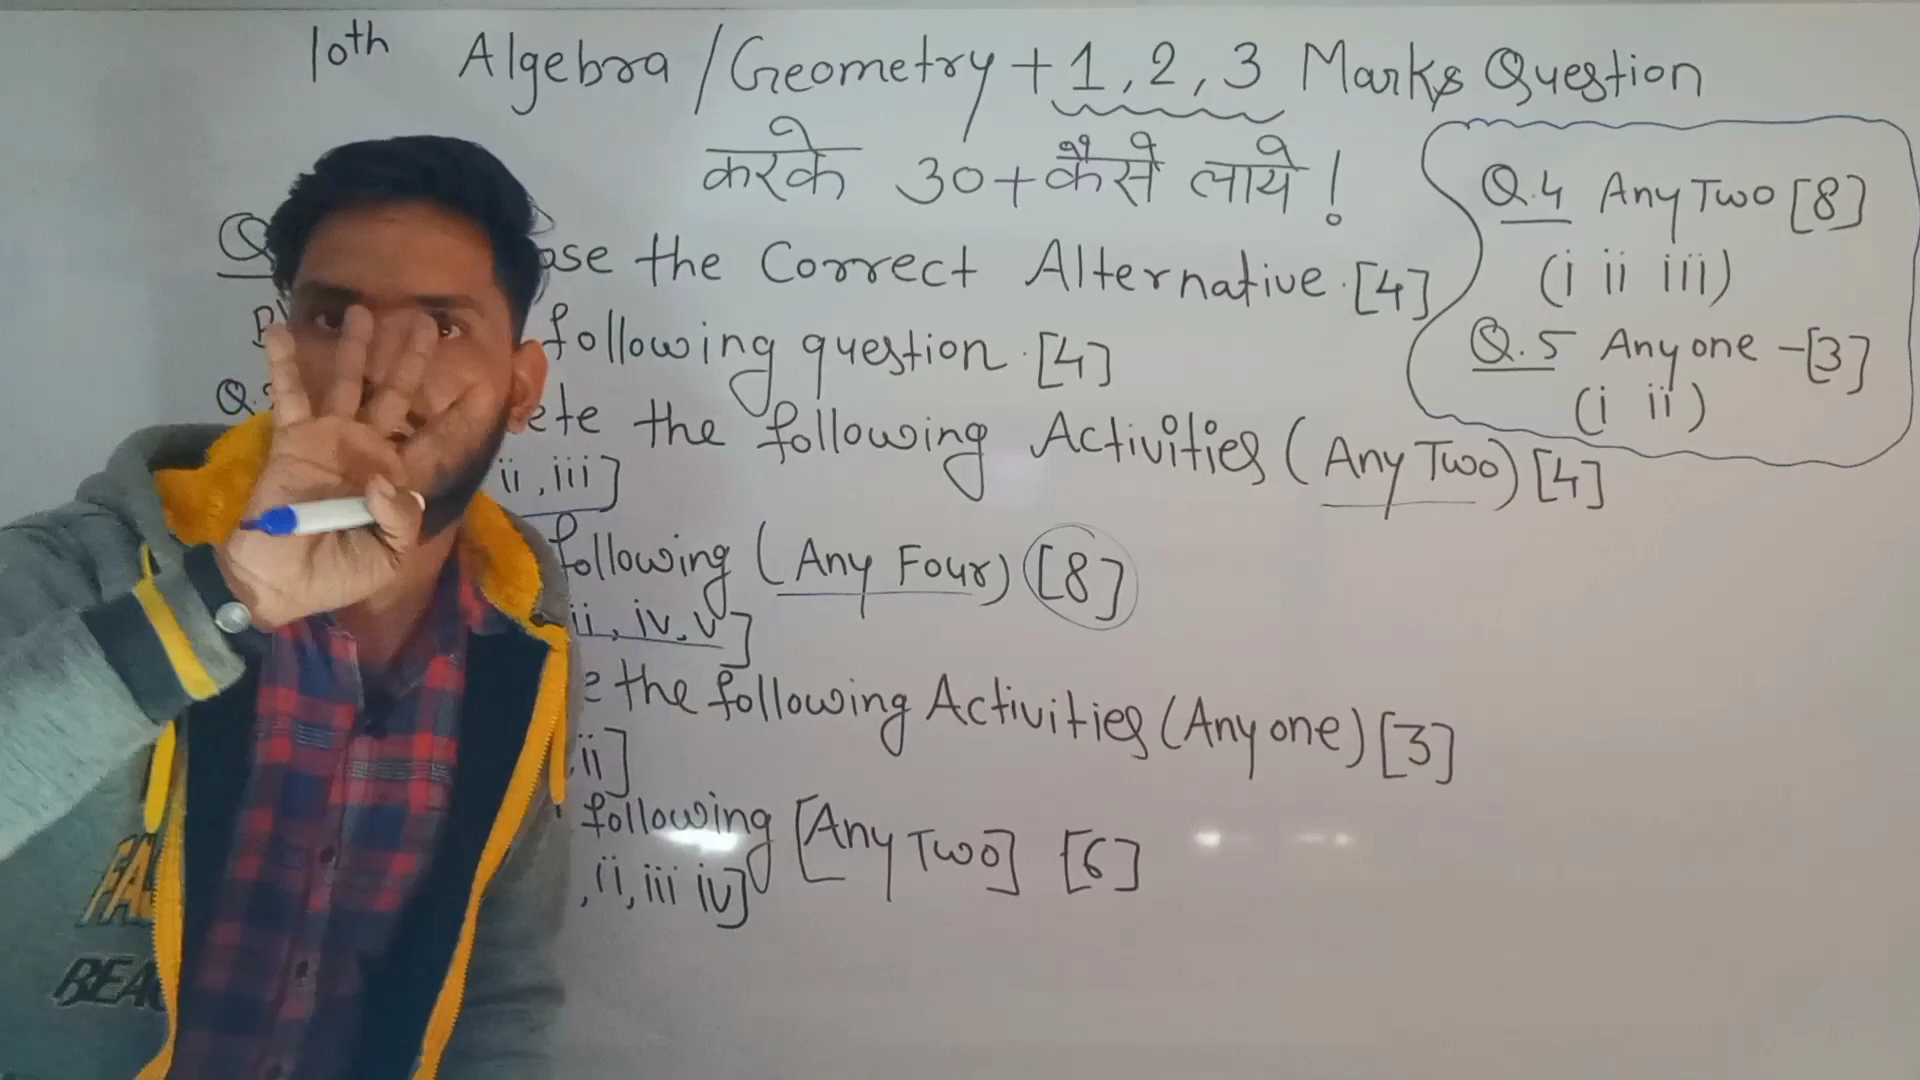 10th Algebra / Geometry + 1, 2, 3 Marks Question
करके 30+ कैसे लाये !
Q ose the Correct Alternative. [4]
following question. [4]
Q. ete the following Activities (Any Two) [4]
ii, iii]
following (Any Four) [8]
ii, iv, v]
e the following Activities (Any one) [3]
ii]
following [Any Two] [6]
, ii, iii iv]
Q.4 Any Two [8]
(i ii iii)
Q.5 Any one - [3]
(i ii)
BEA